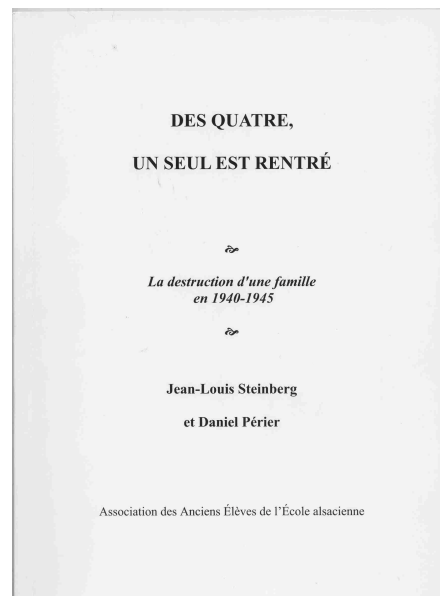 DES QUATRE,
UN SEUL EST RENTRÉ
La destruction d'une famille
en 1940-1945
Jean-Louis Steinberg
et Daniel Périer
Association des Anciens Élèves de l'École alsacienne